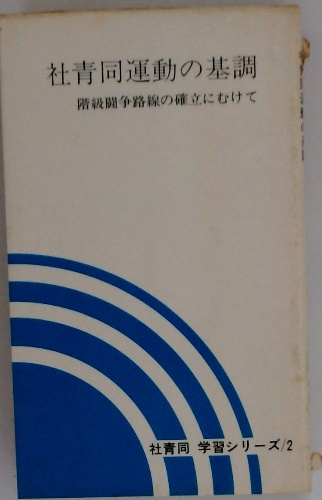 社青同運動の基調
階級闘争路線の確立にむけて
社青同 学習シリーズ/2